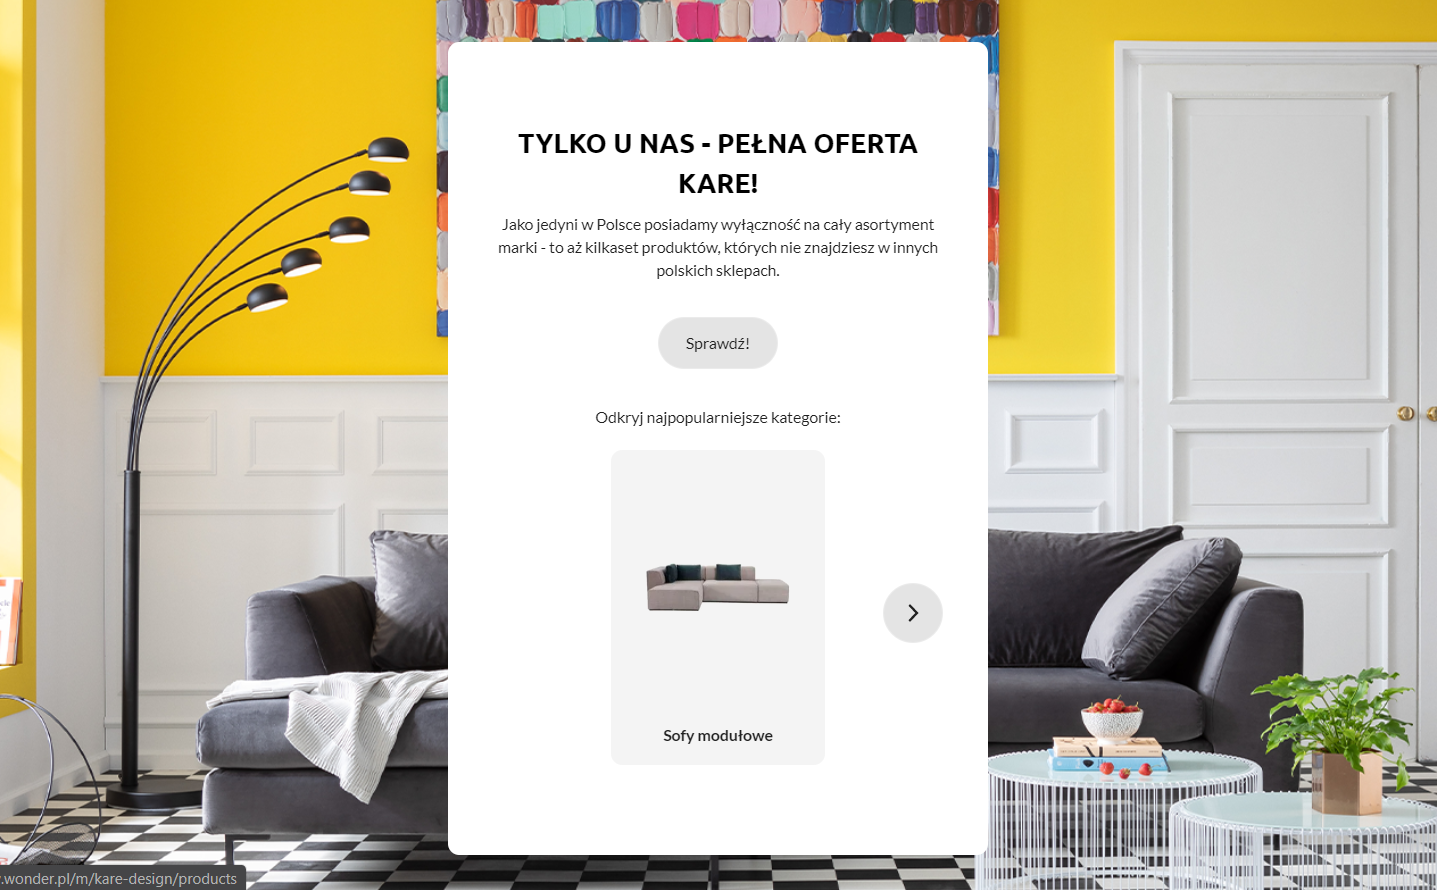 TYLKO U NAS - PEŁNA OFERTA
KARE!
Jako jedyni w Polsce posiadamy wyłączność na cały asortyment
marki - to aż kilkaset produktów, których nie znajdziesz w innych
polskich sklepach.
Sprawdź!
Odkryj najpopularniejsze kategorie:
Sofy modułowe
.wonder.pl/m/kare-design/products